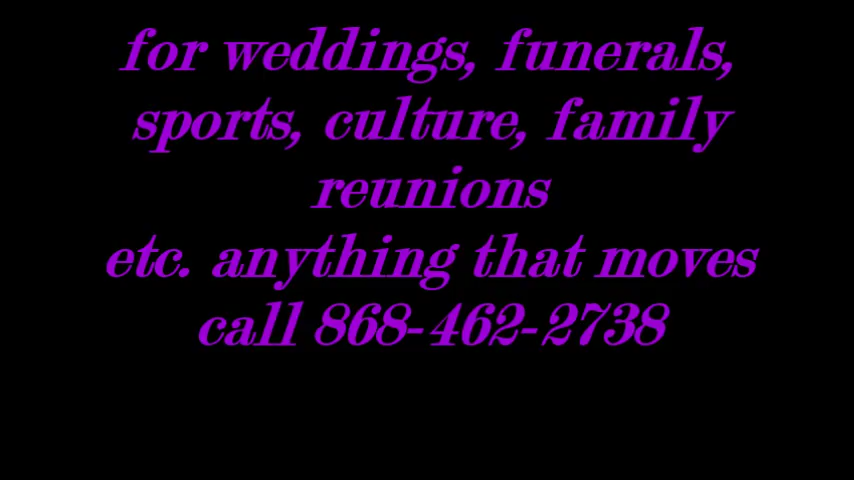 for weddings, funerals,
sports, culture, family
reunions
etc. anything that moves
call 868-462-2738